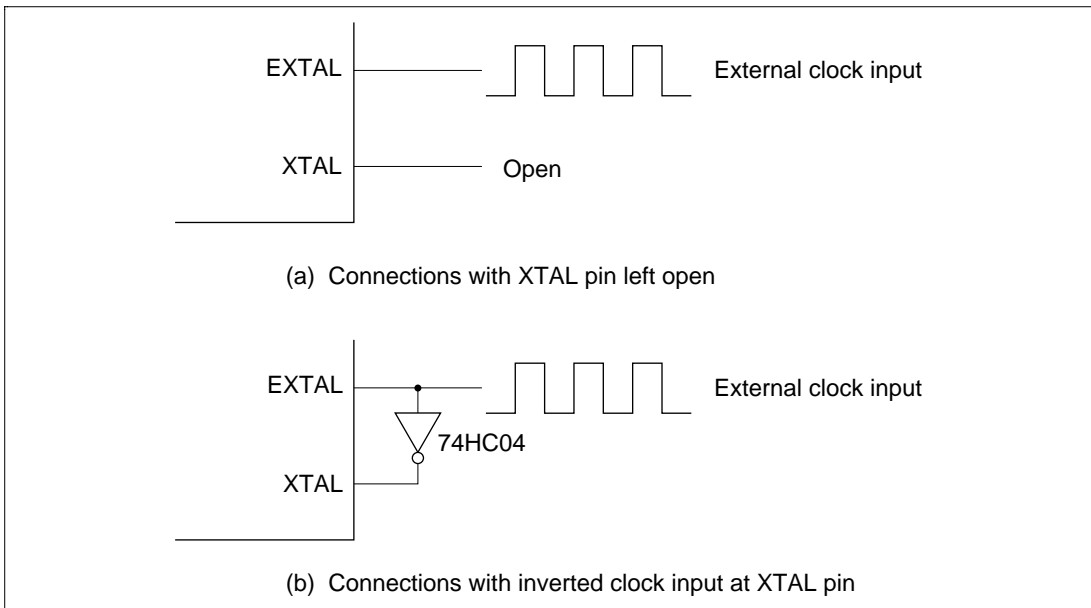 EXTAL
External clock input
XTAL
Open
(a) Connections with XTAL pin left open
EXTAL
External clock input
74HC04
XTAL
(b) Connections with inverted clock input at XTAL pin